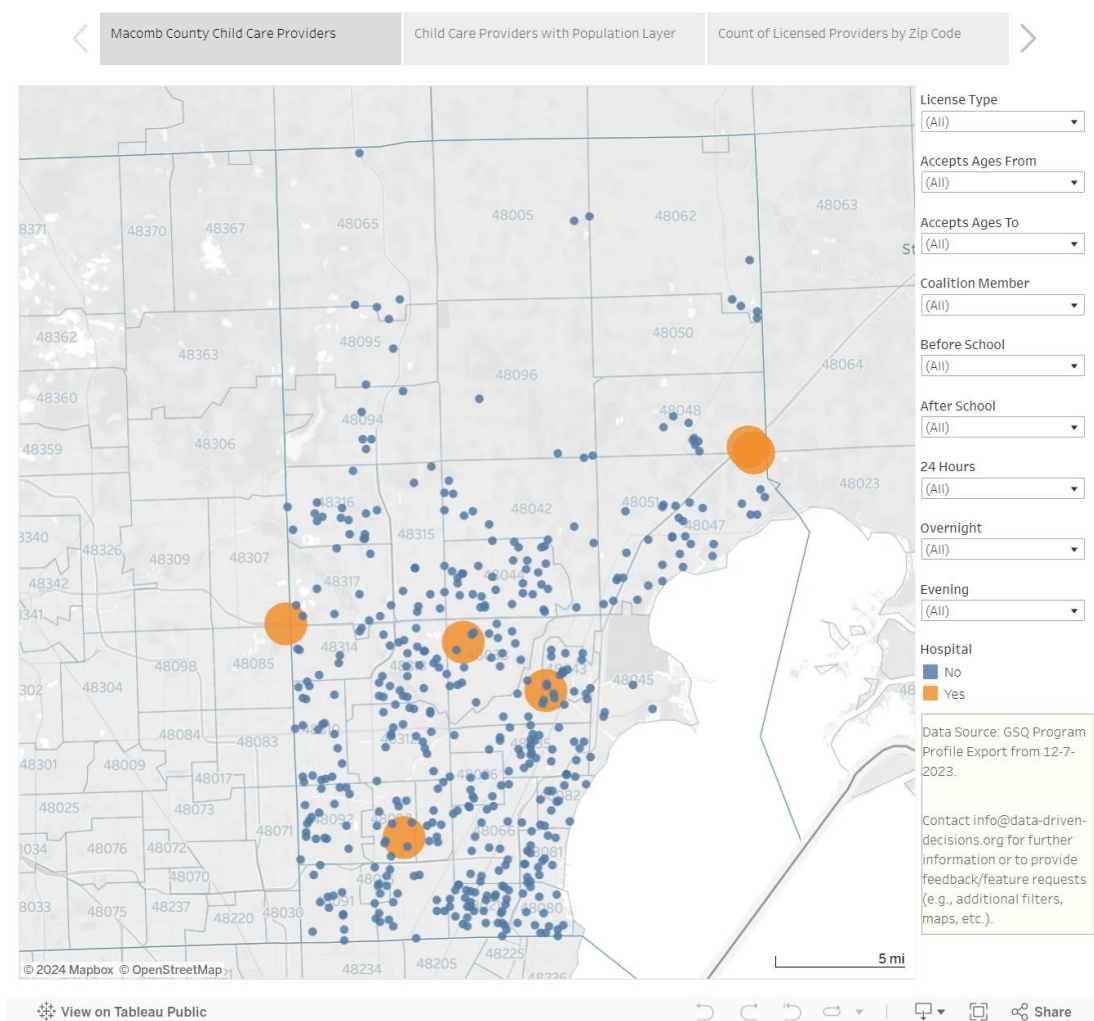 Macomb County Child Care Providers
Child Care Providers with Population Layer
Count of Licensed Providers by Zip Code
License Type
(All)
Accepts Ages From
(All)
Accepts Ages To
(All)
Coalition Member
(All)
Before School
(All)
After School
(All)
24 Hours
(All)
Overnight
(All)
Evening
(All)
Hospital
No
Yes
Data Source: GSQ Program
Profile Export from 12-7-
2023.
Contact info@data-driven-
decisions.org for further
information or to provide
feedback/feature requests
(e.g., additional filters,
maps, etc.).
48063
48005
48062
48065
48367
48370
St
48050
48362
48095
48363
48064
48096
48360
48048
48094
48306
48359
48023
48316
48051
48042
48047
48315
48326
48309
48307
48044
48342
48317
48314
48098
48085
48045
48304
48084
48083
48301
48009
48017
48025
48073
48071
48092
48066
48076
48072
48070
48075
48237
48220
48030
48080
48225
48234
48205
48236
5 mi
© 2024 Mapbox © OpenStreetMap
View on Tableau Public
Share